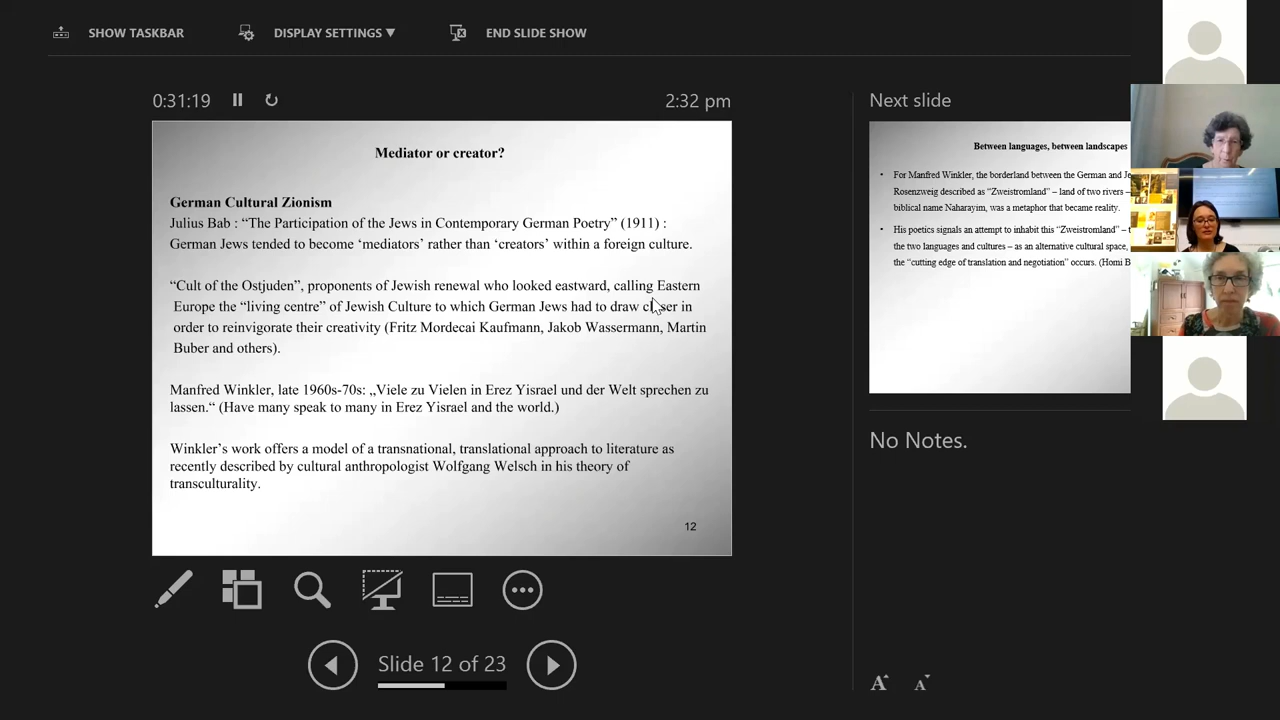 SHOW TASKBAR
DISPLAY SETTINGS ▼
END SLIDE SHOW
0:31:19
2:32 pm
Mediator or creator?
German Cultural Zionism
Julius Bab : “The Participation of the Jews in Contemporary German Poetry” (1911) :
German Jews tended to become ‘mediators’ rather than ‘creators’ within a foreign culture.
“Cult of the Ostjuden”, proponents of Jewish renewal who looked eastward, calling Eastern
Europe the “living centre” of Jewish Culture to which German Jews had to draw closer in
order to reinvigorate their creativity (Fritz Mordecai Kaufmann, Jakob Wassermann, Martin
Buber and others).
Manfred Winkler, late 1960s-70s: „Viele zu Vielen in Erez Yisrael und der Welt sprechen zu
lassen.“ (Have many speak to many in Erez Yisrael and the world.)
Winkler’s work offers a model of a transnational, translational approach to literature as
recently described by cultural anthropologist Wolfgang Welsch in his theory of
transculturality.
12
Slide 12 of 23
Next slide
Between languages, between landscapes
• For Manfred Winkler, the borderland between the German and Je
Rosenzweig described as “Zweistromland” – land of two rivers –
biblical name Naharayim, was a metaphor that became reality.
• His poetics signals an attempt to inhabit this “Zweistromland” – t
the two languages and cultures – as an alternative cultural space,
the “cutting edge of translation and negotiation” occurs. (Homi B
No Notes.
A A